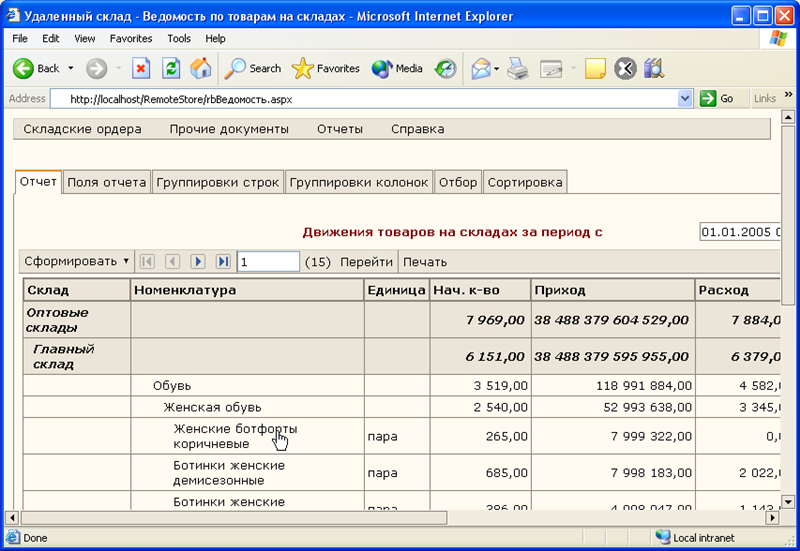 Удаленный склад - Ведомость по товарам на складах - Microsoft Internet Explorer
File Edit View Favorites Tools Help
Back Search Favorites Media
Address http://localhost/RemoteStore/rbВедомость.aspx Go Links »
Складские ордера Прочие документы Отчеты Справка
Отчет Поля отчета Группировки строк Группировки колонок Отбор Сортировка
Движения товаров на складах за период с 01.01.2005 0
Сформировать 1 (15) Перейти Печать
Склад Номенклатура Единица Нач. к-во Приход Расход
Оптовые
склады 7 969,00 38 488 379 604 529,00 7 884,0
Главный
склад 6 151,00 38 488 379 595 955,00 6 379,0
Обувь 3 519,00 118 991 884,00 4 582,
Женская обувь 2 540,00 52 993 638,00 3 345,
Женские ботфорты
коричневые пара 265,00 7 999 322,00 0,
Ботинки женские
демисезонные пара 685,00 7 998 183,00 2 022,
Ботинки женские
Done Local intranet